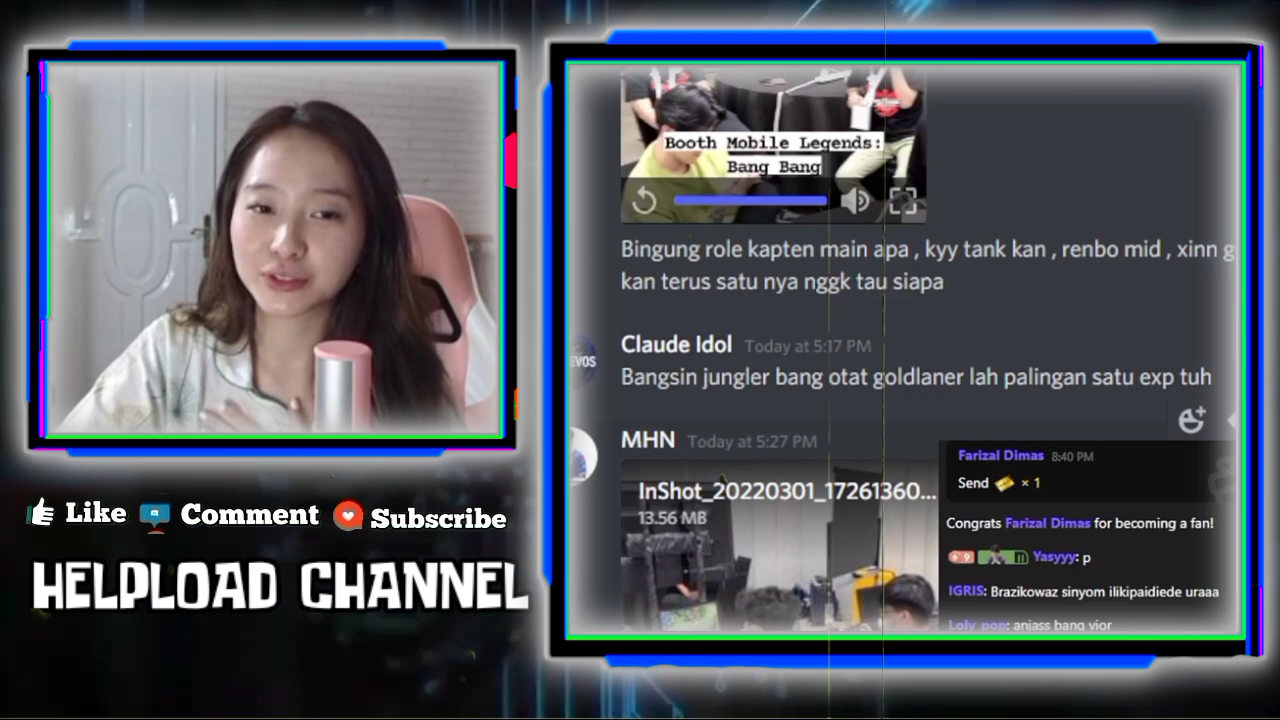 Booth Mobile Legends:
Bang Bang
Bingung role kapten main apa , kyy tank kan , renbo mid , xinn g
kan terus satu nya nggk tau siapa
EVOS
Claude Idol Today at 5:17 PM
Bangsin jungler bang otat goldlaner lah palingan satu exp tuh
MHN Today at 5:27 PM
InShot_20220301_17261360...
13.56 MB
Farizal Dimas 8:40 PM
Send × 1
Congrats Farizal Dimas for becoming a fan!
9 Yasyyy: p
IGRIS: Brazikowaz sinyom ilikipaidiede uraaa
Loly_pop: anjass bang vior
Like Comment Subscribe
HELPLOAD CHANNEL